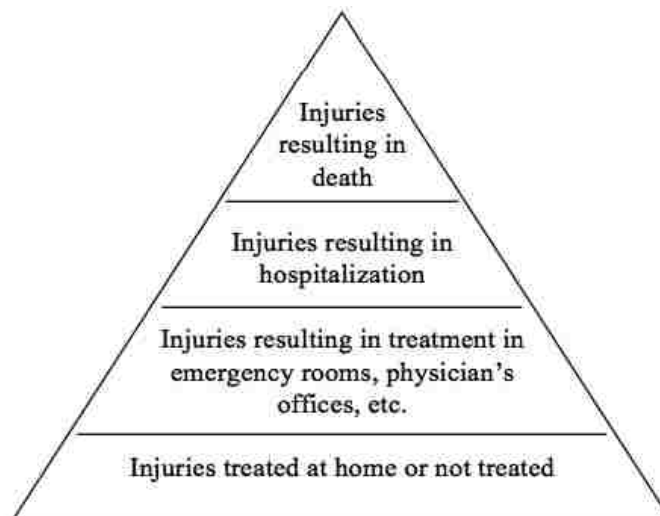 Injuries
resulting in
death
Injuries resulting in
hospitalization
Injuries resulting in treatment in
emergency rooms, physician's
offices, etc.
Injuries treated at home or not treated